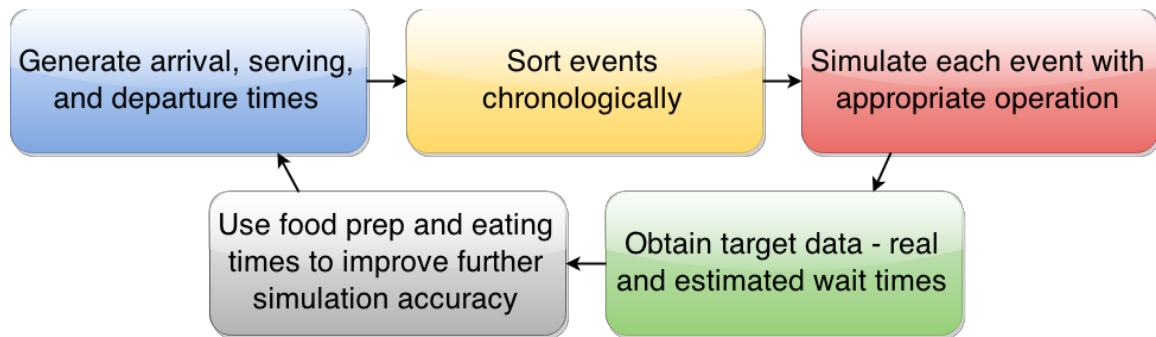 Generate arrival, serving,
and departure times
Sort events
chronologically
Simulate each event with
appropriate operation
Use food prep and eating
times to improve further
simulation accuracy
Obtain target data - real
and estimated wait times